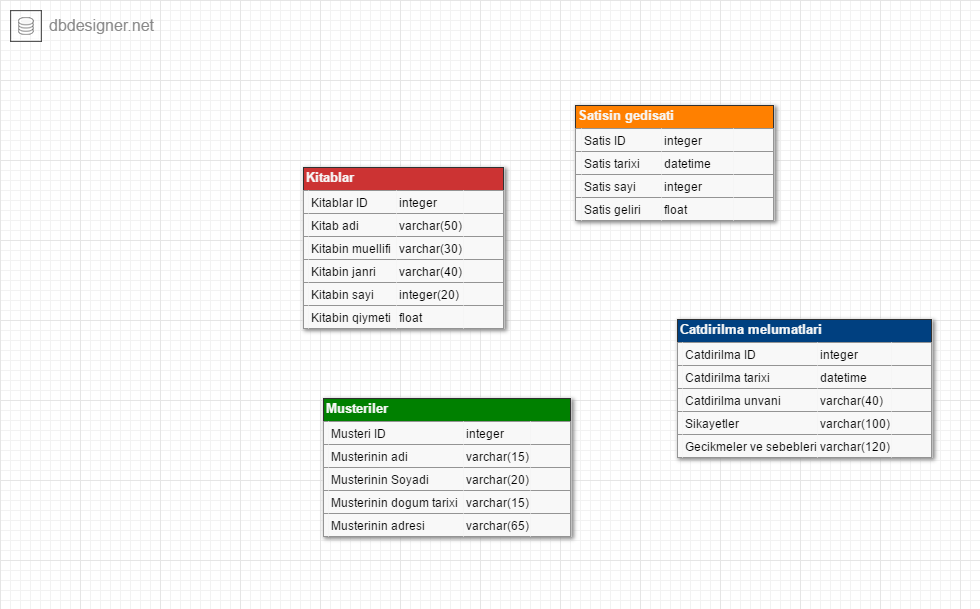 dbdesigner.net
Satisin gedisati
Satis ID integer
Satis tarixi datetime
Satis sayi integer
Satis geliri float
Kitablar
Kitablar ID integer
Kitab adi varchar(50)
Kitabin muellifi varchar(30)
Kitabin janri varchar(40)
Kitabin sayi integer(20)
Kitabin qiymeti float
Catdirilma melumatlari
Catdirilma ID integer
Catdirilma tarixi datetime
Catdirilma unvani varchar(40)
Sikayetler varchar(100)
Gecikmeler ve sebebleri varchar(120)
Musteriler
Musteri ID integer
Musterinin adi varchar(15)
Musterinin Soyadi varchar(20)
Musterinin dogum tarixi varchar(15)
Musterinin adresi varchar(65)